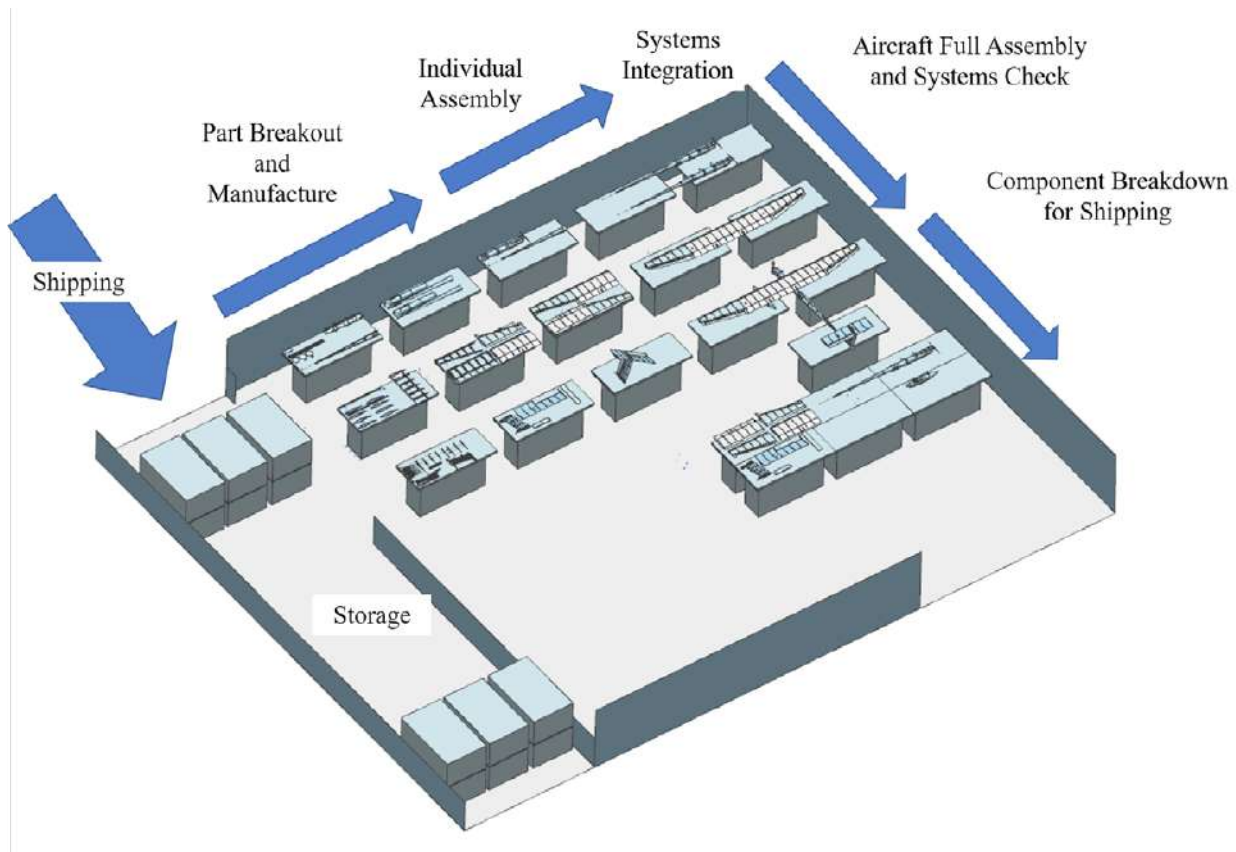 Shipping
Part Breakout
and
Manufacture
Individual
Assembly
Systems
Integration
Aircraft Full Assembly
and Systems Check
Component Breakdown
for Shipping
Storage